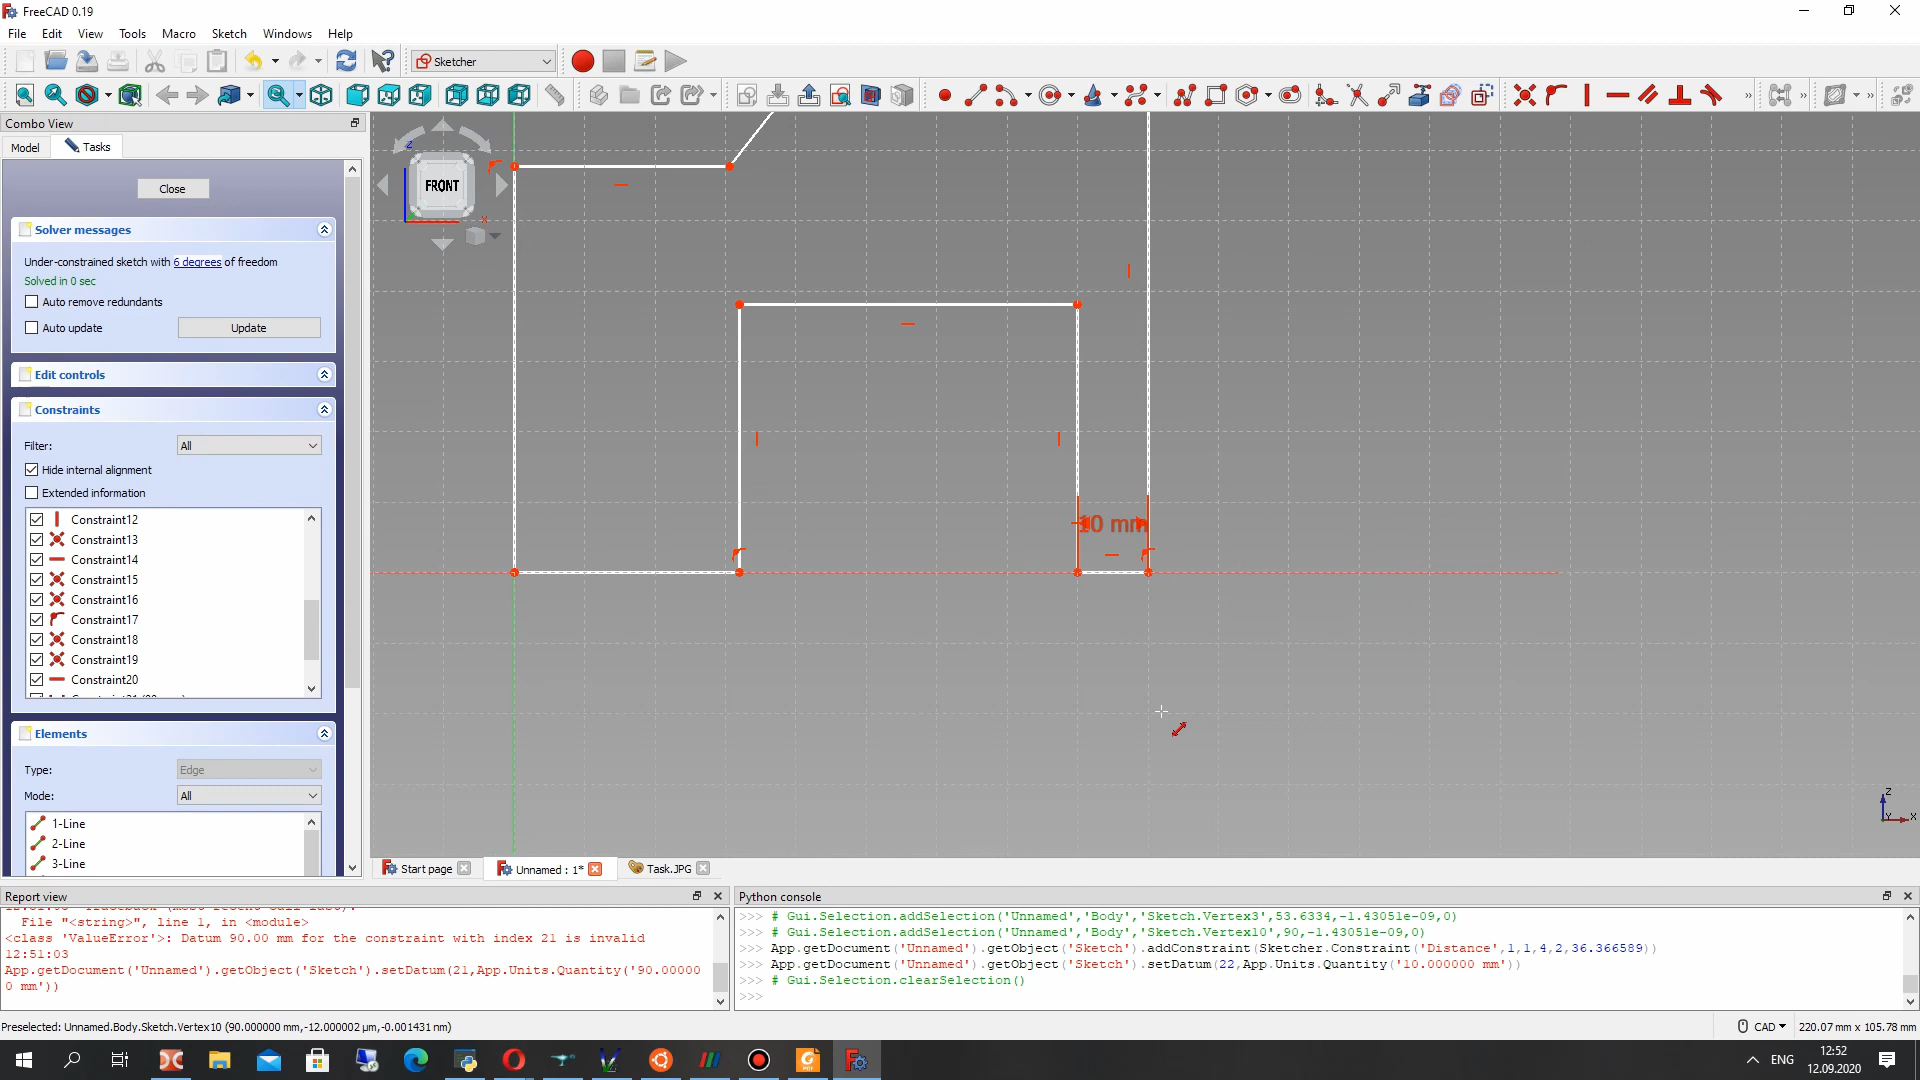 FreeCAD 0.19
File Edit View Tools Macro Sketch Windows Help
Sketcher
Combo View
Model Tasks
Close
Solver messages
Under-constrained sketch with 6 degrees of freedom
Solved in 0 sec
Auto remove redundants
Auto update Update
Edit controls
Constraints
Filter: All
Hide internal alignment
Extended information
Constraint12
Constraint13
Constraint14
Constraint15
Constraint16
Constraint17
Constraint18
Constraint19
Constraint20
Elements
Type: Edge
Mode: All
1-Line
2-Line
3-Line
Z
FRONT
X
10 mm
Z
Y X
Start page Unnamed : 1* Task.JPG
Report view
File "<string>", line 1, in <module>
<class 'ValueError'>: Datum 90.00 mm for the constraint with index 21 is invalid
12:51:03
App.getDocument('Unnamed').getObject('Sketch').setDatum(21,App.Units.Quantity('90.00000
0 mm'))
Python console
>>> # Gui.Selection.addSelection('Unnamed','Body','Sketch.Vertex3',53.6334,-1.43051e-09,0)
>>> # Gui.Selection.addSelection('Unnamed','Body','Sketch.Vertex10',90,-1.43051e-09,0)
>>> App.getDocument('Unnamed').getObject('Sketch').addConstraint(Sketcher.Constraint('Distance',1,1,4,2,36.366589))
>>> App.getDocument('Unnamed').getObject('Sketch').setDatum(22,App.Units.Quantity('10.000000 mm'))
>>> # Gui.Selection.clearSelection()
>>>
Preselected: Unnamed.Body.Sketch.Vertex10 (90.000000 mm,-12.000002 µm,-0.001431 nm)
CAD 220.07 mm x 105.78 mm
ENG
12:52
12.09.2020